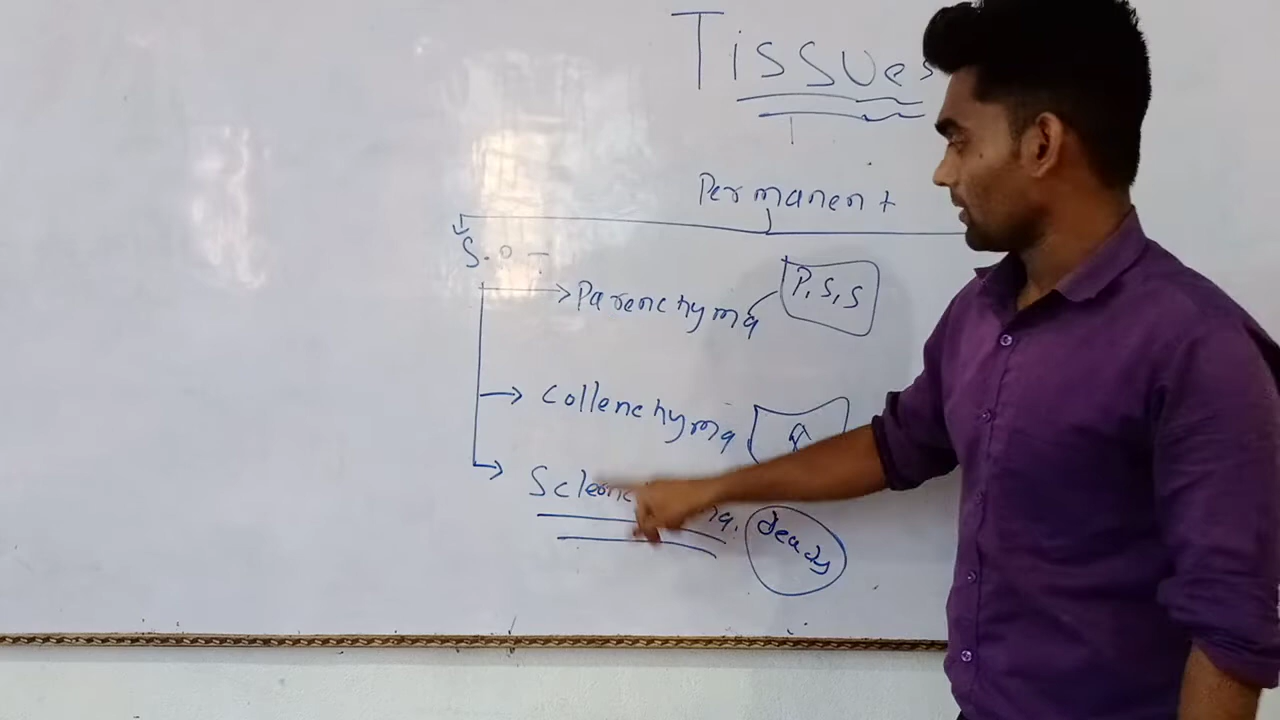 Tissues
Permanent
S.P-
Parenchyma P, S, S
Collenchyma
dead